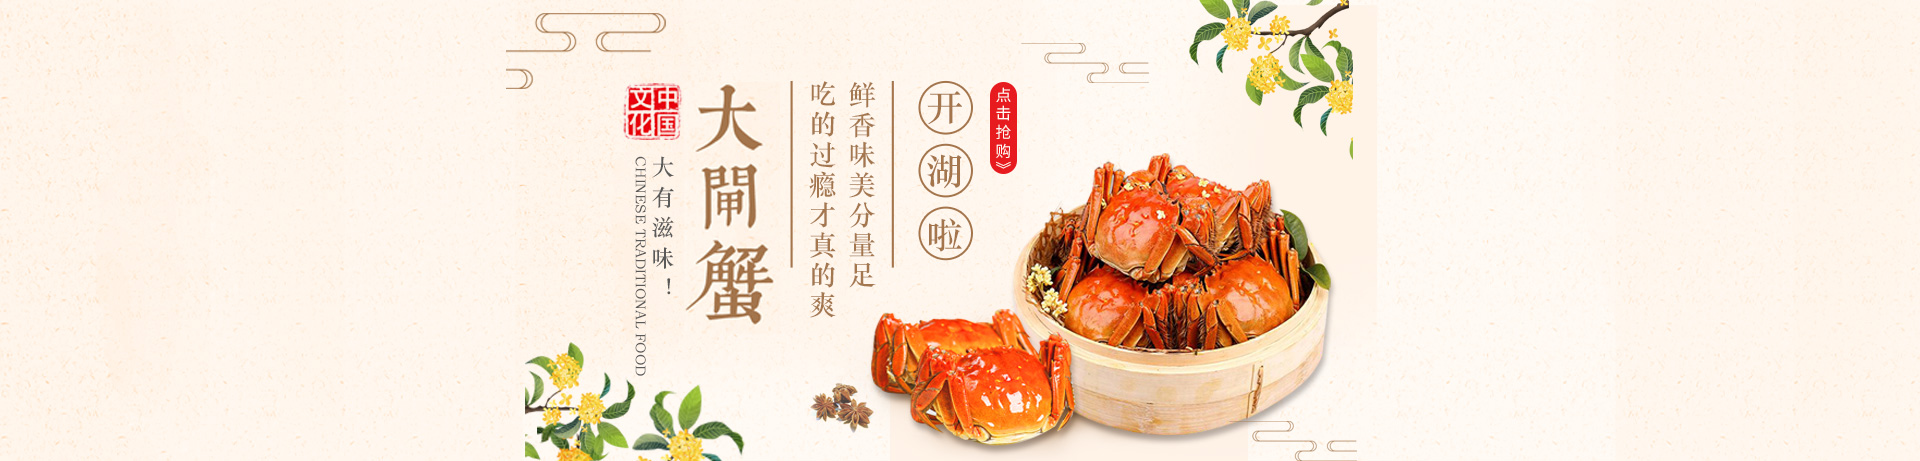 点击抢购》
开湖啦
鲜香味美分量足
吃的过瘾才真的爽
大閘蟹
中国
文化
大有滋味！
CHINESE TRADITIONAL FOOD